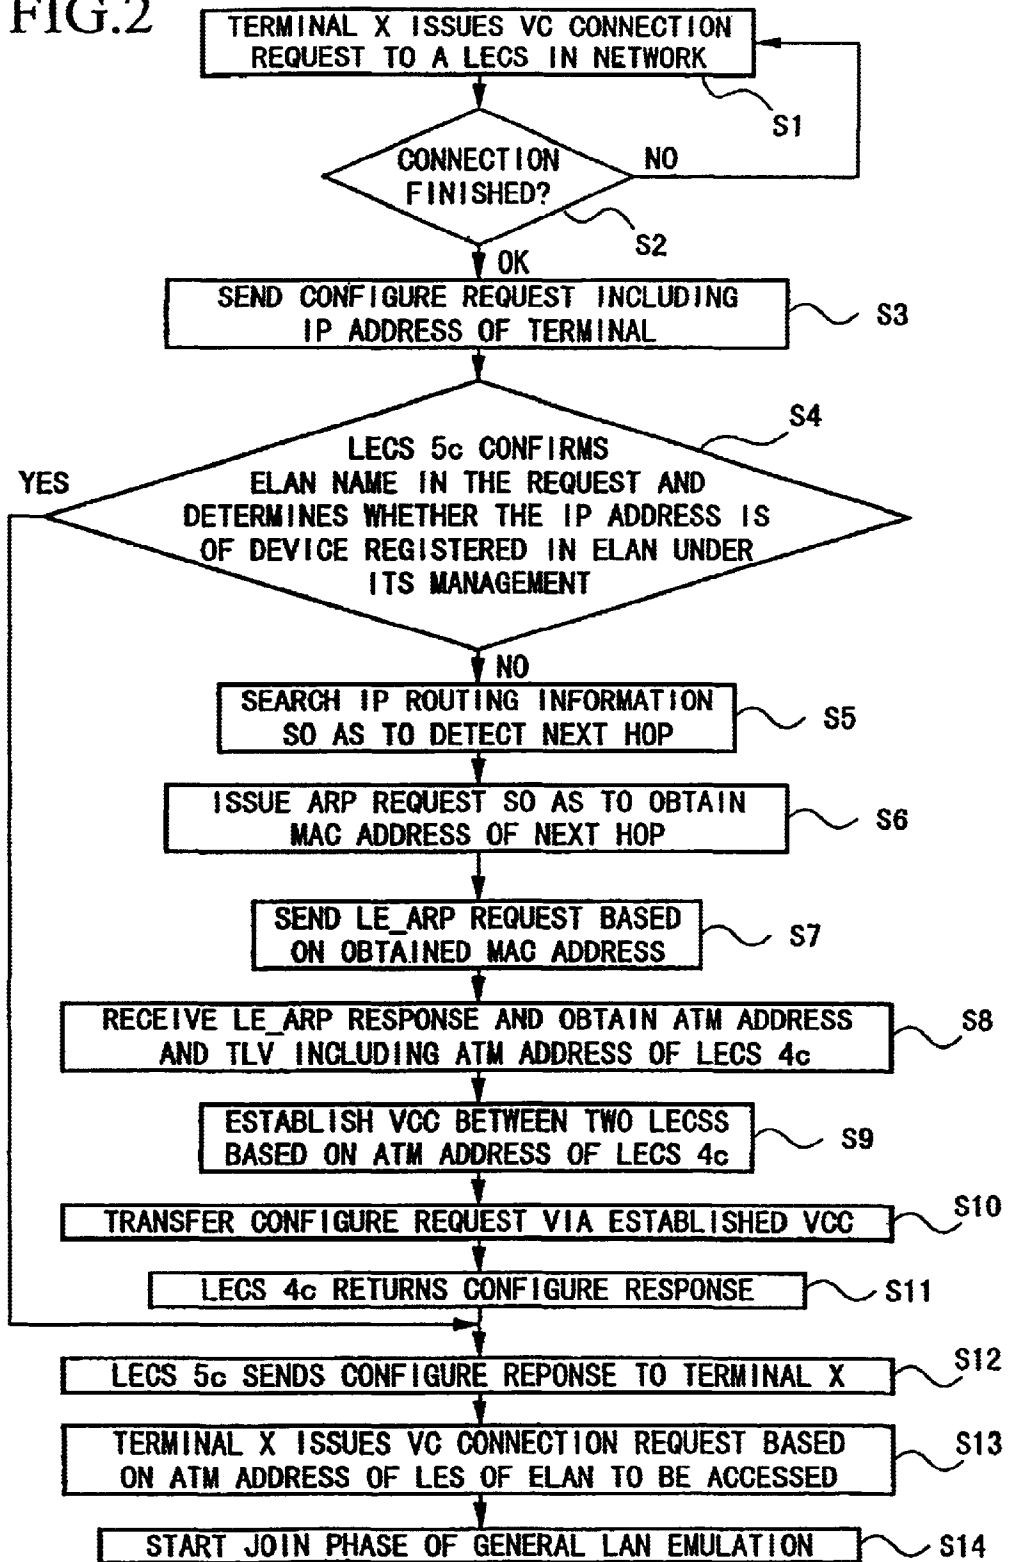 FIG.2
TERMINAL X ISSUES VC CONNECTION
REQUEST TO A LECS IN NETWORK
S1
CONNECTION
FINISHED?
NO
S2
OK
SEND CONFIGURE REQUEST INCLUDING
IP ADDRESS OF TERMINAL
S3
S4
YES
LECS 5c CONFIRMS
ELAN NAME IN THE REQUEST AND
DETERMINES WHETHER THE IP ADDRESS IS
OF DEVICE REGISTERED IN ELAN UNDER
ITS MANAGEMENT
NO
SEARCH IP ROUTING INFORMATION
SO AS TO DETECT NEXT HOP
S5
ISSUE ARP REQUEST SO AS TO OBTAIN
MAC ADDRESS OF NEXT HOP
S6
SEND LE_ARP REQUEST BASED
ON OBTAINED MAC ADDRESS
S7
RECEIVE LE_ARP RESPONSE AND OBTAIN ATM ADDRESS
AND TLV INCLUDING ATM ADDRESS OF LECS 4c
S8
ESTABLISH VCC BETWEEN TWO LECSS
BASED ON ATM ADDRESS OF LECS 4c
S9
TRANSFER CONFIGURE REQUEST VIA ESTABLISHED VCC
S10
LECS 4c RETURNS CONFIGURE RESPONSE
S11
LECS 5c SENDS CONFIGURE REPONSE TO TERMINAL X
S12
TERMINAL X ISSUES VC CONNECTION REQUEST BASED
ON ATM ADDRESS OF LES OF ELAN TO BE ACCESSED
S13
START JOIN PHASE OF GENERAL LAN EMULATION
S14